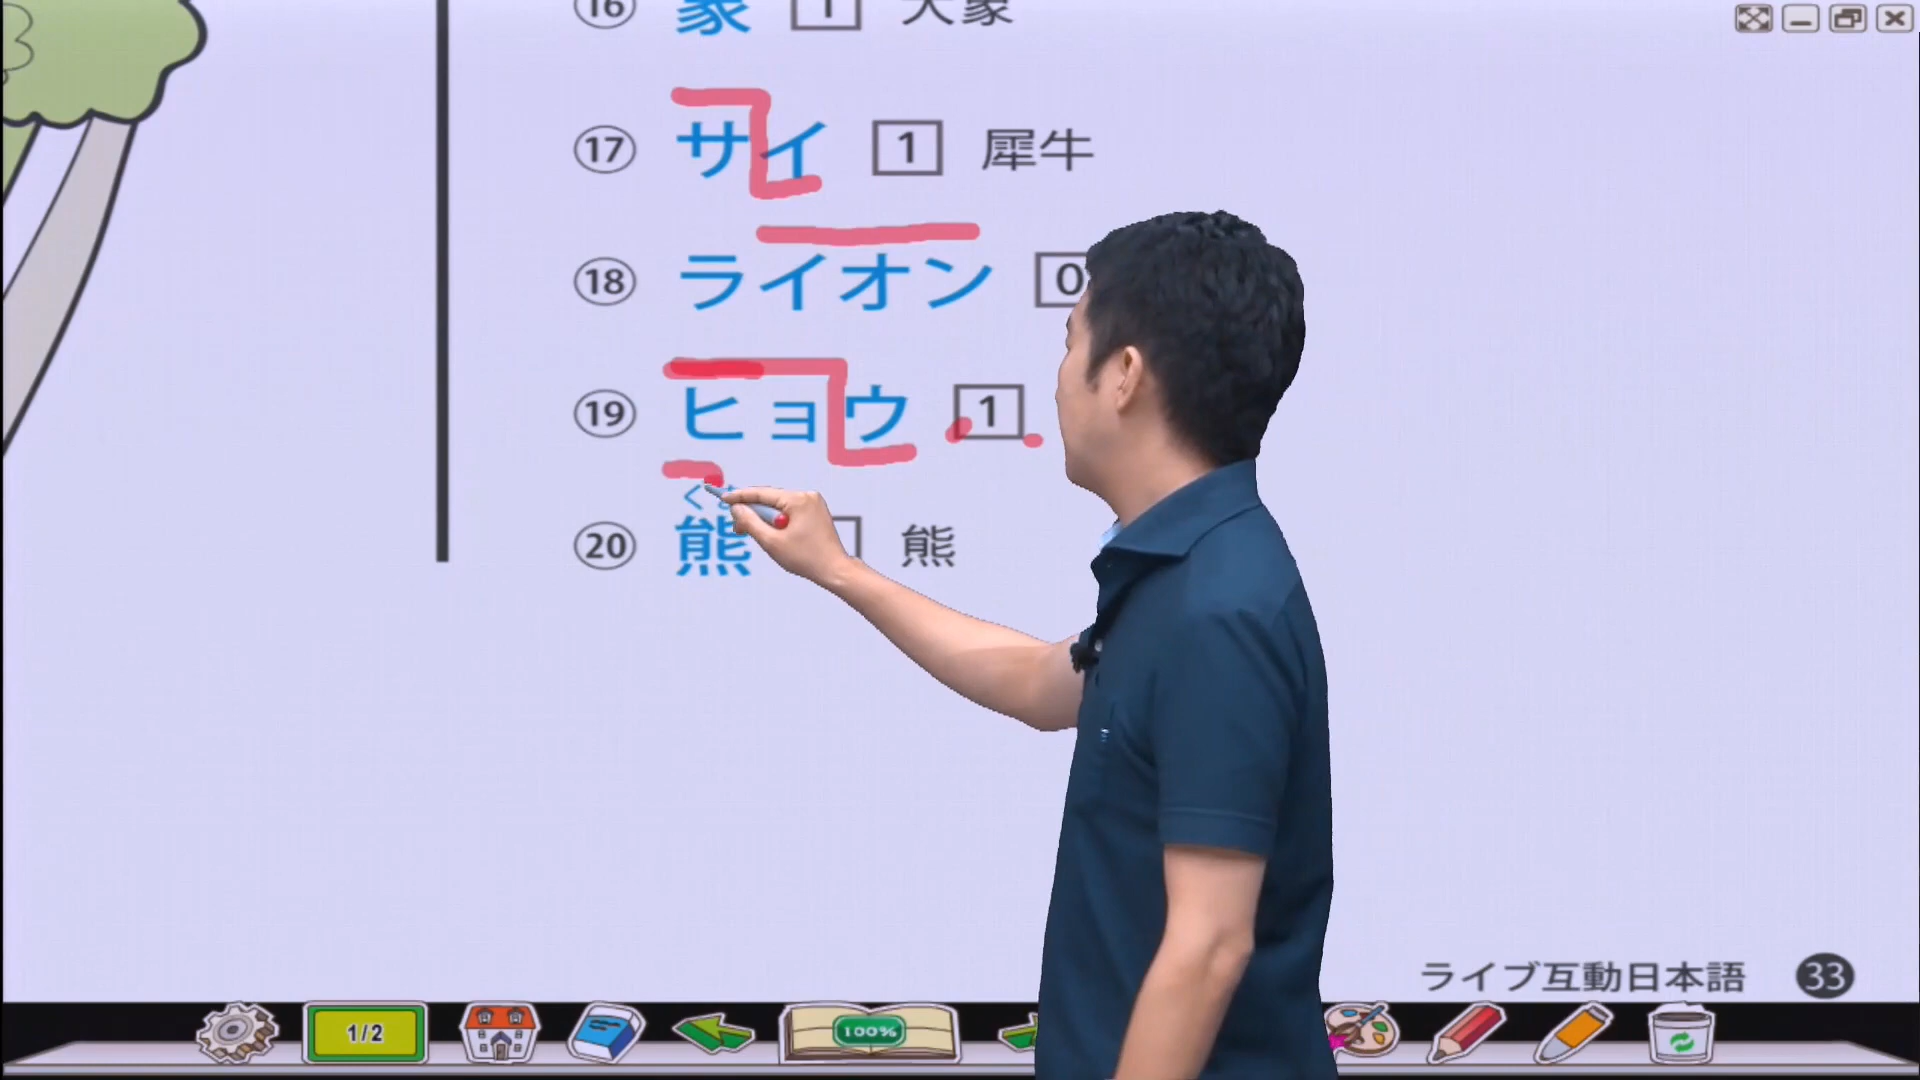 ⑯ 象 1 大象
⑰ サイ 1 犀牛
⑱ ライオン 0
⑲ ヒョウ 1
く
⑳ 熊 熊
ライブ互動日本語 33
1/2 100%